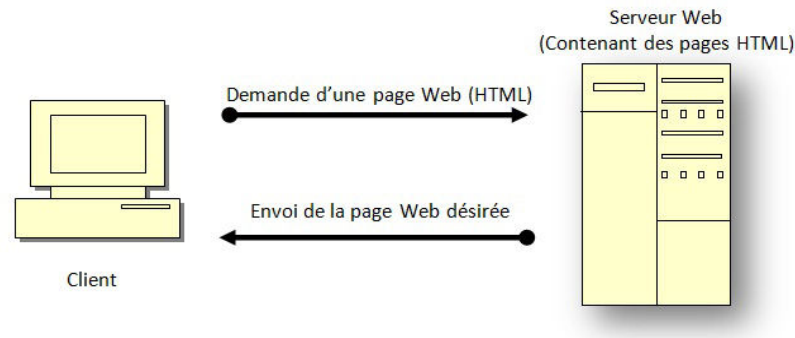 Serveur Web
(Contenant des pages HTML)
Demande d’une page Web (HTML)
Envoi de la page Web désirée
Client